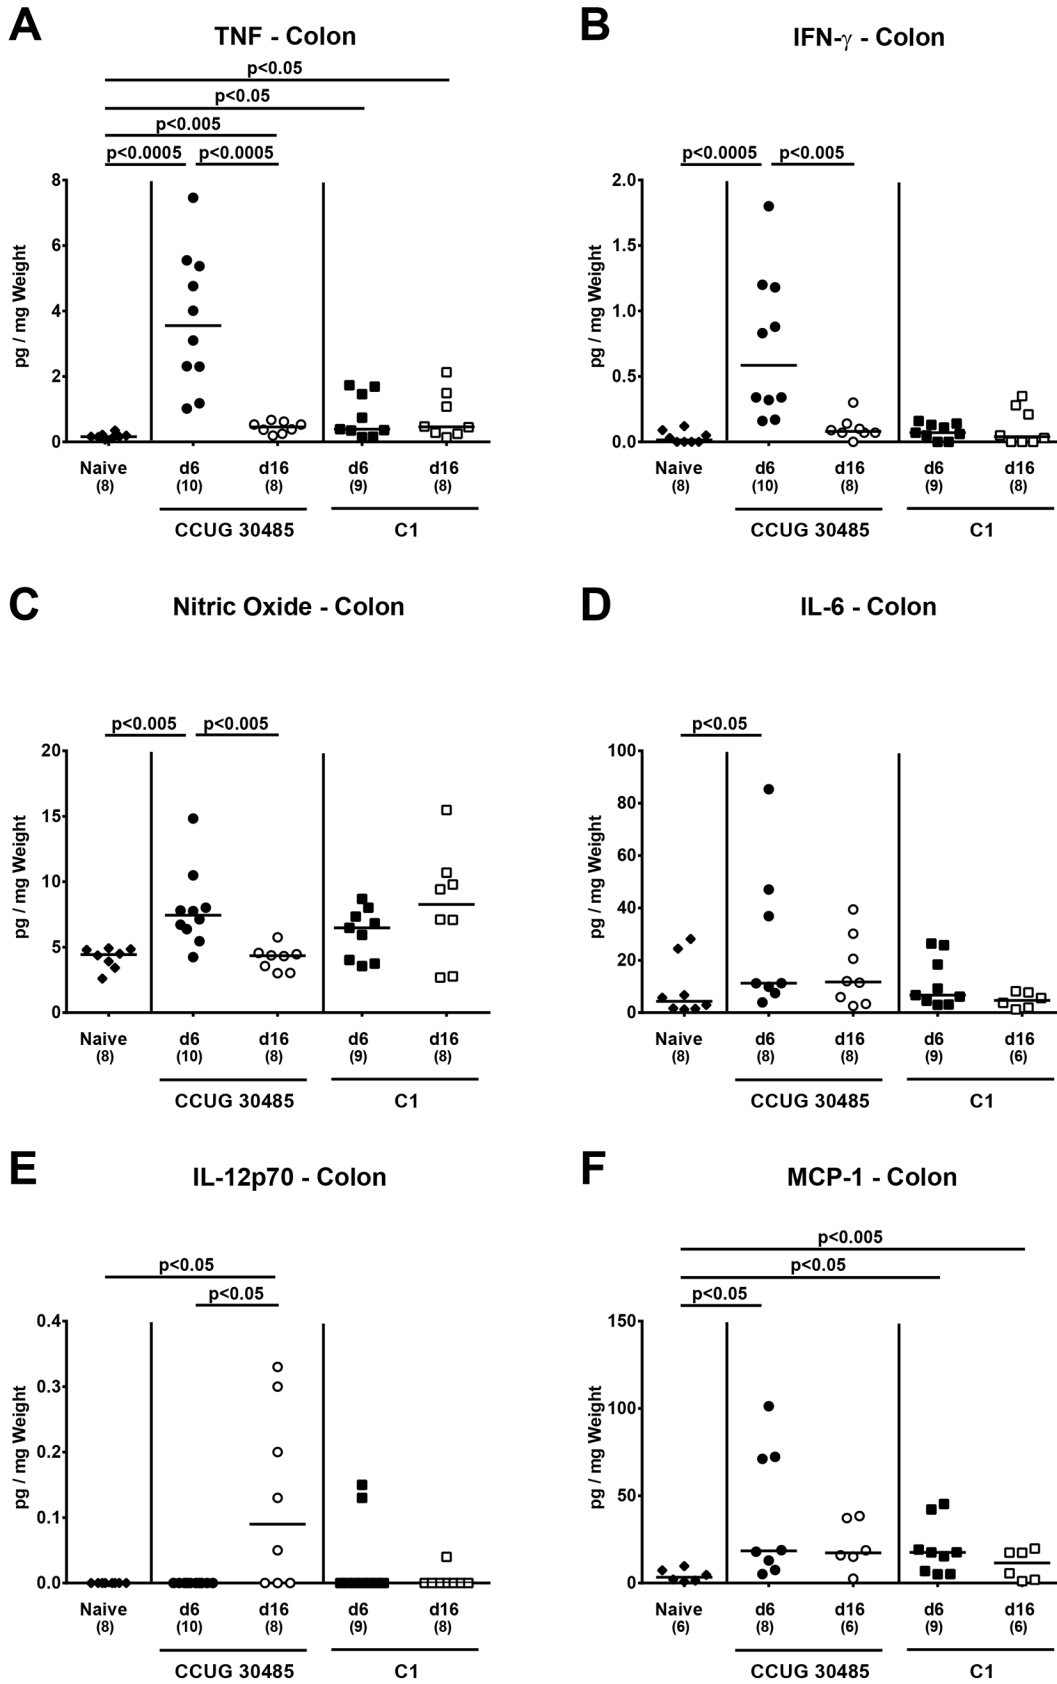 A
TNF - Colon
p<0.05
p<0.05
p<0.005
p<0.0005 p<0.0005
pg / mg Weight
8
6
4
2
0
Naive d6 d16 d6 d16
(8) (10) (8) (9) (8)
CCUG 30485 C1
B
IFN-γ - Colon
p<0.0005 p<0.005
pg / mg Weight
2.0
1.5
1.0
0.5
0.0
Naive d6 d16 d6 d16
(8) (10) (8) (9) (8)
CCUG 30485 C1
C
Nitric Oxide - Colon
p<0.005 p<0.005
pg / mg Weight
20
15
10
5
0
Naive d6 d16 d6 d16
(8) (10) (8) (9) (8)
CCUG 30485 C1
D
IL-6 - Colon
p<0.05
pg / mg Weight
100
80
60
40
20
0
Naive d6 d16 d6 d16
(8) (8) (8) (9) (6)
CCUG 30485 C1
E
IL-12p70 - Colon
p<0.05
p<0.05
pg / mg Weight
0.4
0.3
0.2
0.1
0.0
Naive d6 d16 d6 d16
(8) (10) (8) (9) (8)
CCUG 30485 C1
F
MCP-1 - Colon
p<0.005
p<0.05
p<0.05
pg / mg Weight
150
100
50
0
Naive d6 d16 d6 d16
(6) (8) (6) (9) (6)
CCUG 30485 C1